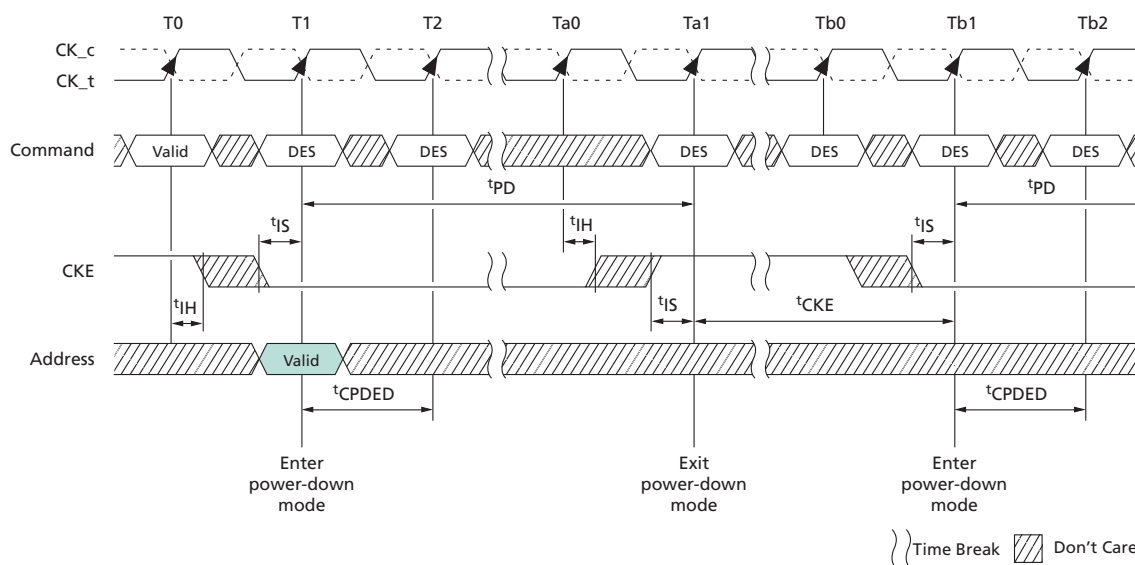 T0 T1 T2 Ta0 Ta1 Tb0 Tb1 Tb2
CK_c
CK_t
Command Valid DES DES DES DES DES DES
tPD tPD
tIH
tIS tIS
CKE
tIH tIS tCKE
Address Valid
tCPDED tCPDED
Enter power-down mode
Exit power-down mode
Enter power-down mode
Time Break Don't Care